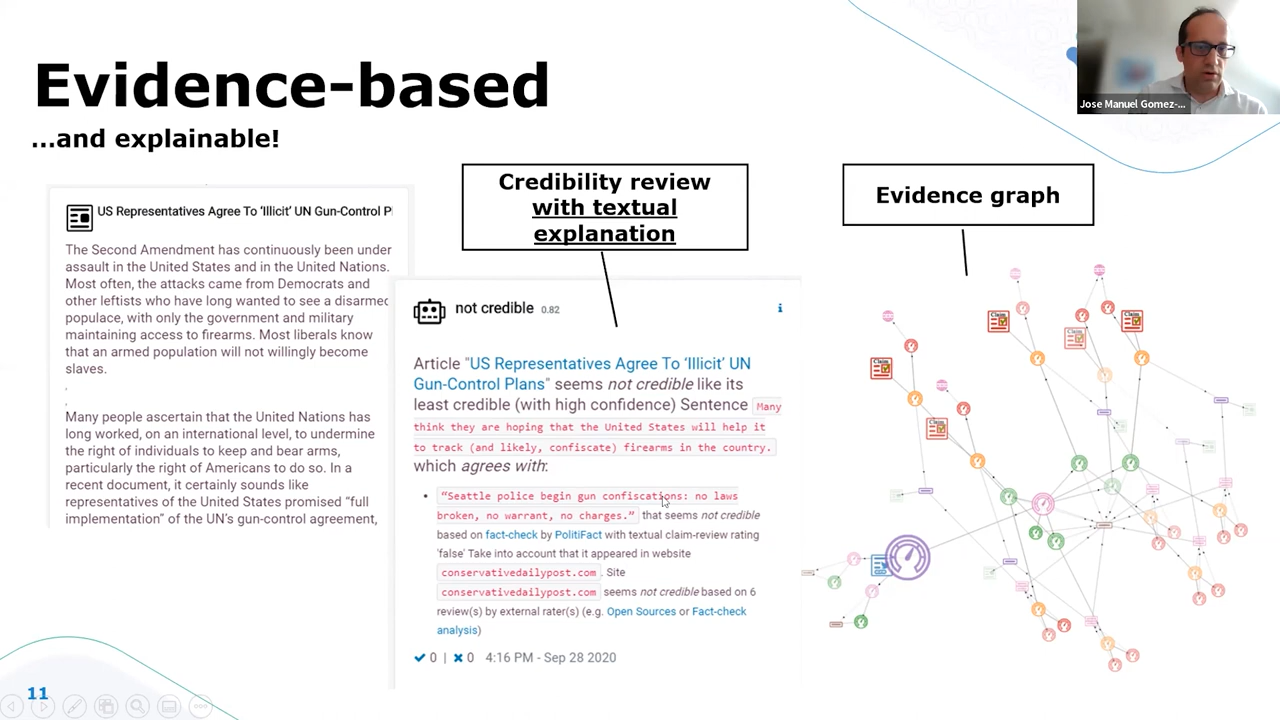 Evidence-based
...and explainable!
Jose Manuel Gomez-...
US Representatives Agree To ‘Illicit’ UN Gun-Control P
The Second Amendment has continuously been under
assault in the United States and in the United Nations.
Most often, the attacks came from Democrats and
other leftists who have long wanted to see a disarmed
populace, with only the government and military
maintaining access to firearms. Most liberals know
that an armed population will not willingly become
slaves.
.
.
Many people ascertain that the United Nations has
long worked, on an international level, to undermine
the right of individuals to keep and bear arms,
particularly the right of Americans to do so. In a
recent document, it certainly sounds like
representatives of the United States promised “full
implementation” of the UN’s gun-control agreement,
Credibility review
with textual
explanation
not credible 0.82
i
Article "US Representatives Agree To ‘Illicit’ UN
Gun-Control Plans" seems not credible like its
least credible (with high confidence) Sentence Many
think they are hoping that the United States will help it
to track (and likely, confiscate) firearms in the country.
which agrees with:
• “Seattle police begin gun confiscations: no laws
broken, no warrant, no charges.” that seems not credible
based on fact-check by PolitiFact with textual claim-review rating
'false' Take into account that it appeared in website
conservativedailypost.com. Site
conservativedailypost.com seems not credible based on 6
review(s) by external rater(s) (e.g. Open Sources or Fact-check
analysis)
0 | 0 4:16 PM - Sep 28 2020
Evidence graph
Claim
Claim
Claim
Claim
Claim
11